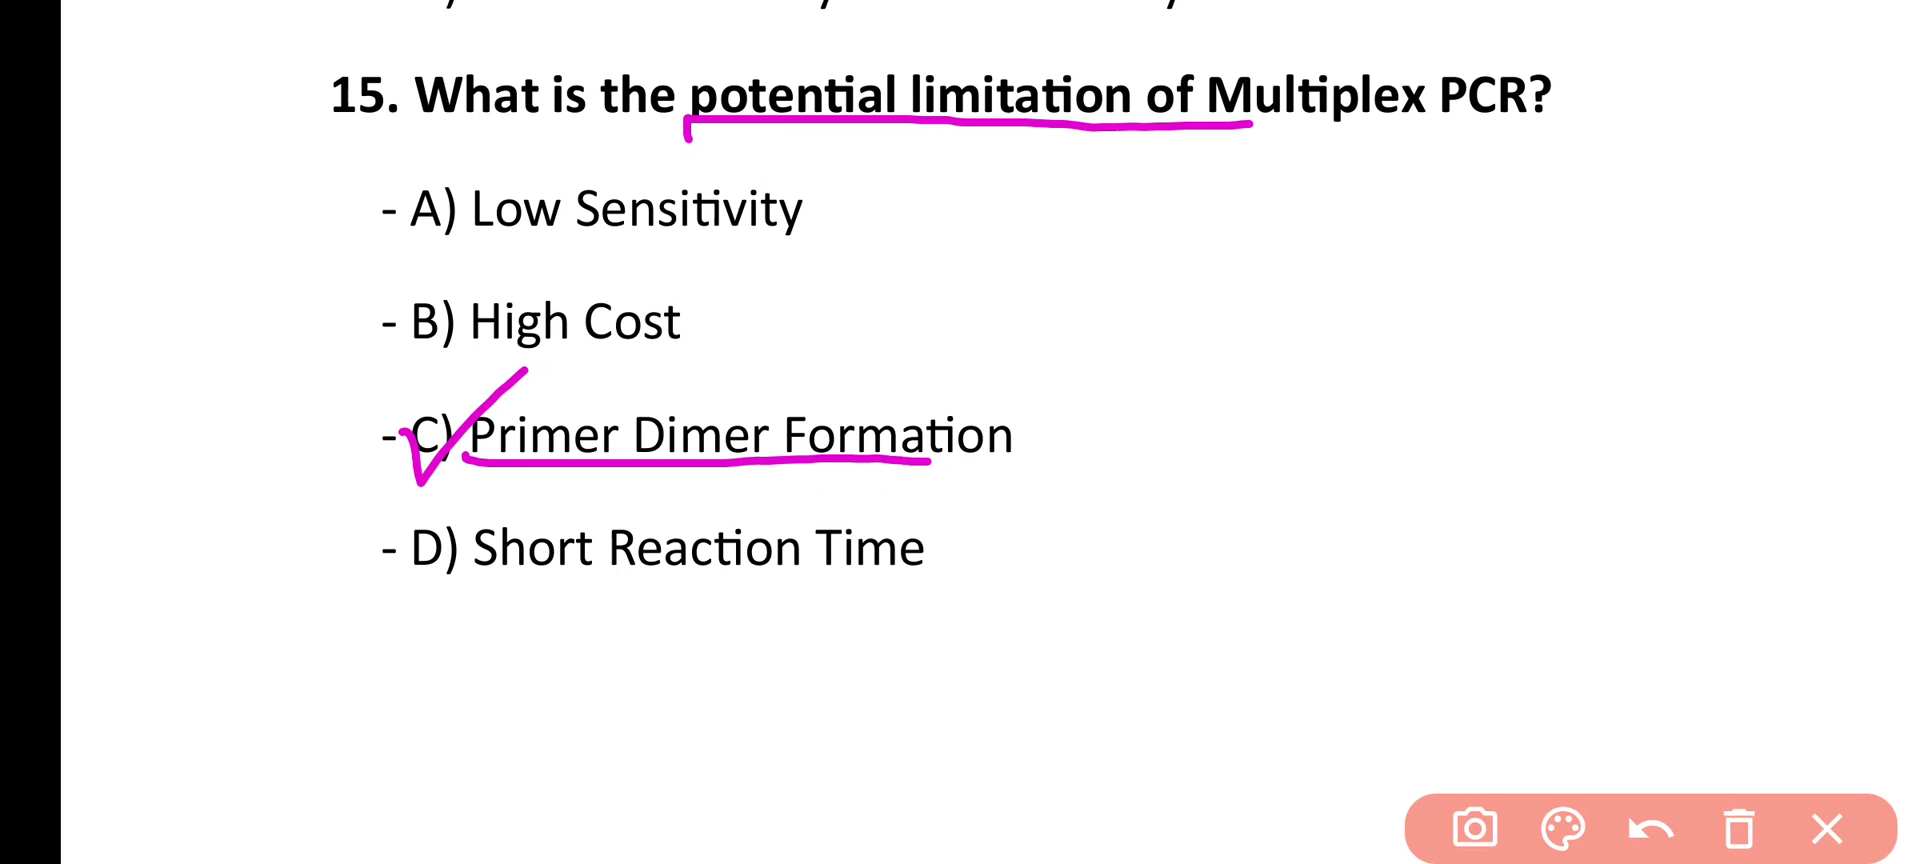 15. What is the potential limitation of Multiplex PCR?
- A) Low Sensitivity
- B) High Cost
- C) Primer Dimer Formation
- D) Short Reaction Time